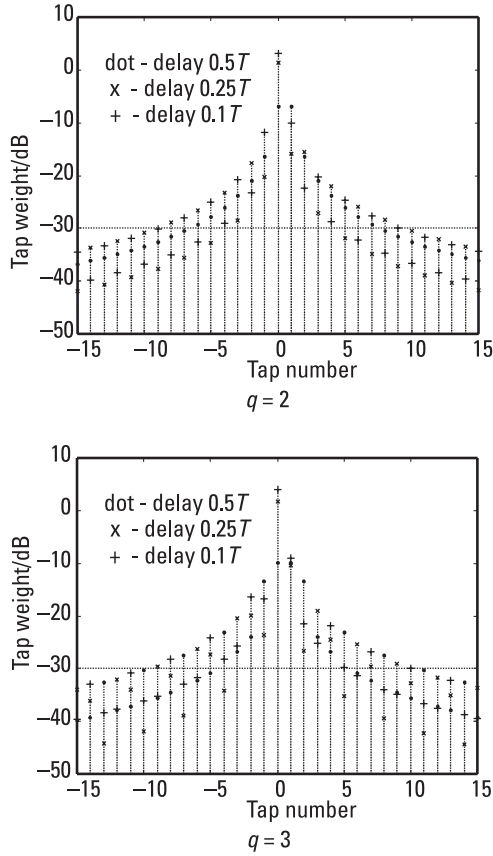 10
0
−10
−20
−30
−40
−50
Tap weight/dB
dot - delay 0.5T
x - delay 0.25T
+ - delay 0.1T
−15 −10 −5 0 5 10 15
Tap number
q = 2
10
0
−10
−20
−30
−40
−50
Tap weight/dB
dot - delay 0.5T
x - delay 0.25T
+ - delay 0.1T
−15 −10 −5 0 5 10 15
Tap number
q = 3